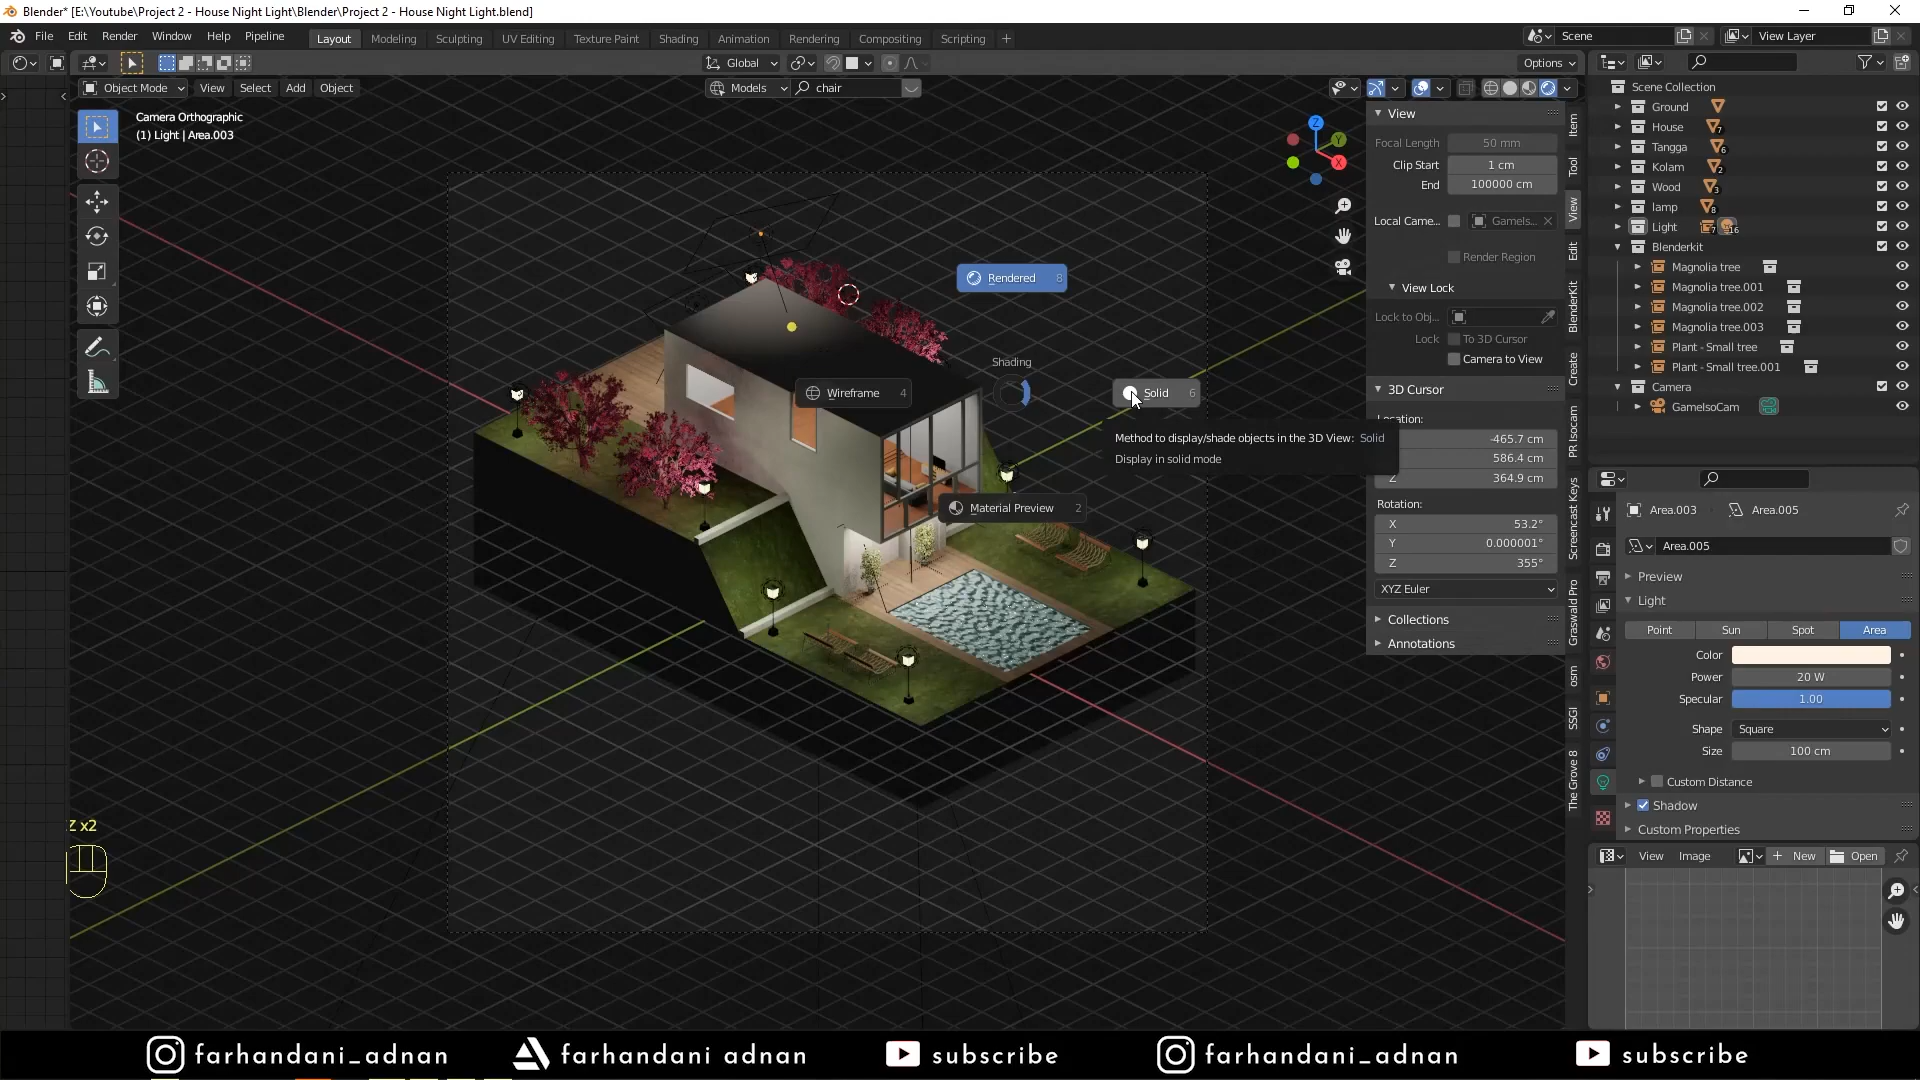 Blender* [E:\Youtube\Project 2 - House Night Light\Blender\Project 2 - House Night Light.blend]
File Edit Render Window Help Pipeline Layout Modeling Sculpting UV Editing Texture Paint Shading Animation Rendering Compositing Scripting + Scene View Layer
Global Options
Object Mode View Select Add Object Models chair
Camera Orthographic
(1) Light | Area.003
Z
Y
X
Z x2
Shading
Rendered 8
Wireframe 4
Solid 6
Material Preview 2
Method to display/shade objects in the 3D View: Solid
Display in solid mode
View
Focal Length 50 mm
Clip Start 1 cm
End 100000 cm
Local Came... GameIs...
Render Region
View Lock
Lock to Obj...
Lock To 3D Cursor
Camera to View
3D Cursor
Location:
-465.7 cm
586.4 cm
Z 364.9 cm
Rotation:
X 53.2°
Y 0.000001°
Z 355°
XYZ Euler
Collections
Annotations
Item
Tool
View
Edit
BlenderKit
Create
PR Isocam
Screencast Keys
Graswald Pro
osm
SSGI
The Grove 8
Scene Collection
Ground
House 7
Tangga 6
Kolam 2
Wood 3
lamp 8
Light 7 16
Blenderkit
Magnolia tree
Magnolia tree.001
Magnolia tree.002
Magnolia tree.003
Plant - Small tree
Plant - Small tree.001
Camera
GameIsoCam
Area.003 Area.005
Area.005
Preview
Light
Point Sun Spot Area
Color
Power 20 W
Specular 1.00
Shape Square
Size 100 cm
Custom Distance
Shadow
Custom Properties
View Image New Open
farhandani_adnan farhandani adnan subscribe farhandani_adnan subscribe